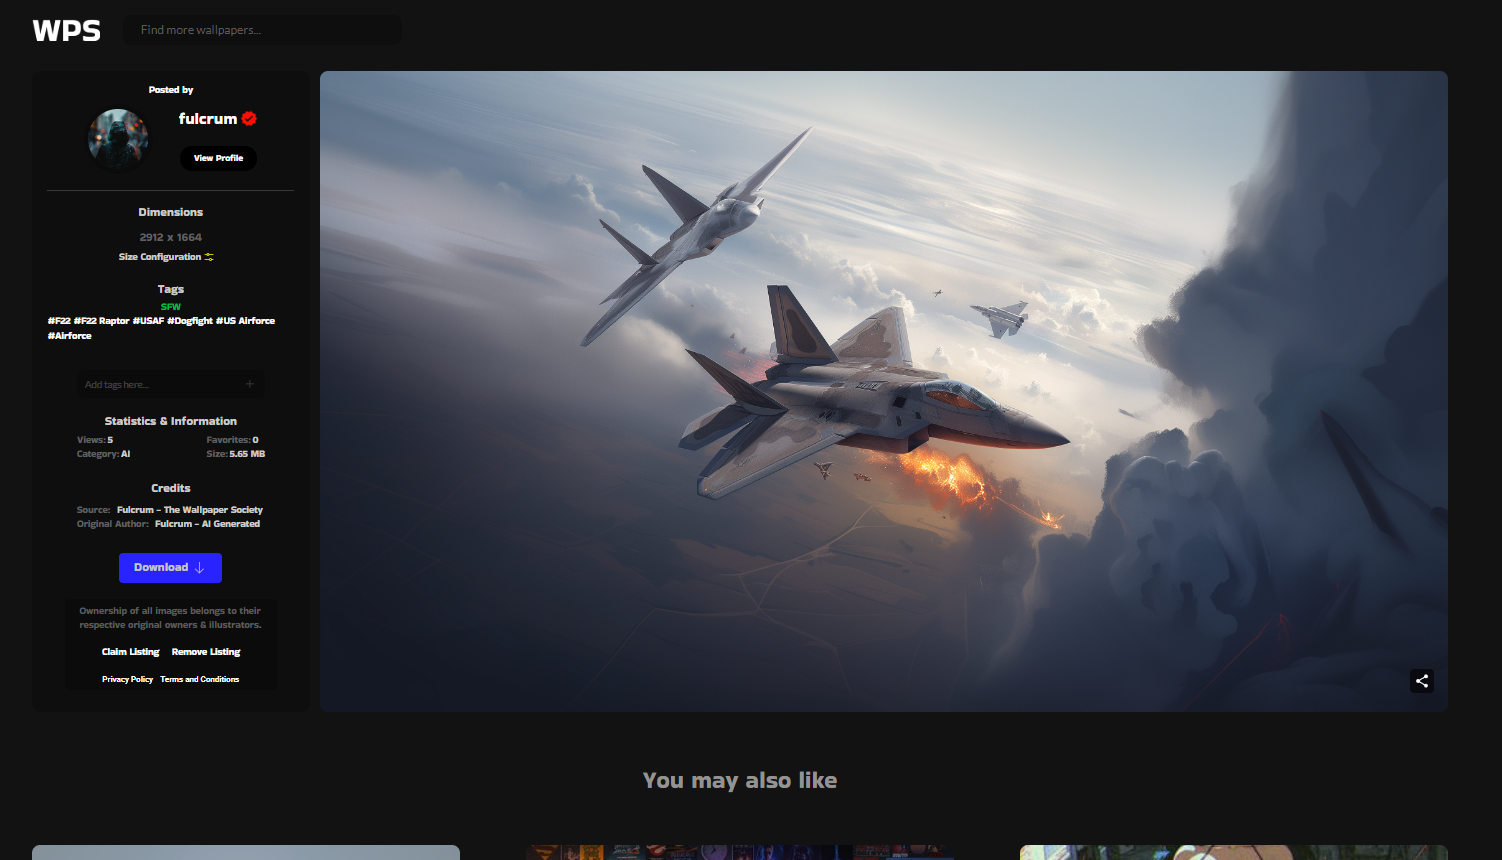 WPS
Find more wallpapers...
Posted by
fulcrum
View Profile
Dimensions
2912 x 1664
Size Configuration
Tags
SFW
#F22 #F22 Raptor #USAF #Dogfight #US Airforce
#Airforce
Add tags here... +
Statistics & Information
Views: 5 Favorites: 0
Category: AI Size: 5.65 MB
Credits
Source: Fulcrum - The Wallpaper Society
Original Author: Fulcrum - AI Generated
Download ↓
Ownership of all images belongs to their
respective original owners & illustrators.
Claim Listing Remove Listing
Privacy Policy Terms and Conditions
You may also like